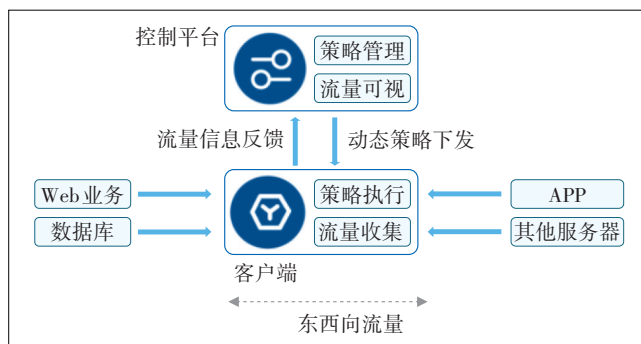 控制平台
策略管理
流量可视
流量信息反馈
动态策略下发
Web业务
策略执行
APP
数据库
流量收集
其他服务器
客户端
东西向流量